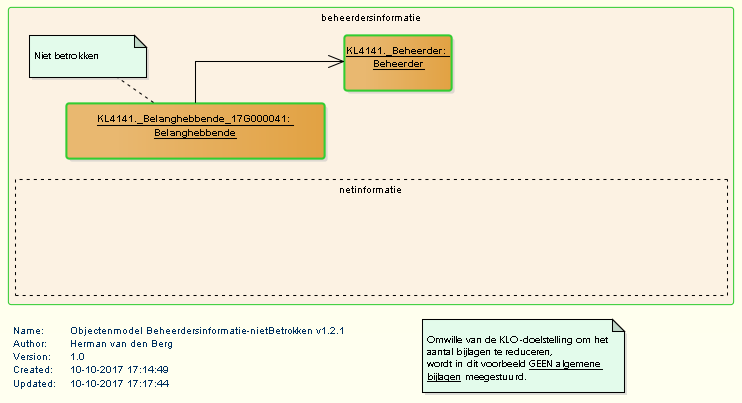 beheerdersinformatie
Niet betrokken
KL4141._Beheerder:
Beheerder
KL4141._Belanghebbende_17G000041:
Belanghebbende
netinformatie
Name: Objectenmodel Beheerdersinformatie-nietBetrokken v1.2.1
Author: Herman van den Berg
Version: 1.0
Created: 10-10-2017 17:14:49
Updated: 10-10-2017 17:17:44
Omwille van de KLO-doelstelling om het
aantal bijlagen te reduceren,
wordt in dit voorbeeld GEEN algemene
bijlagen meegestuurd.